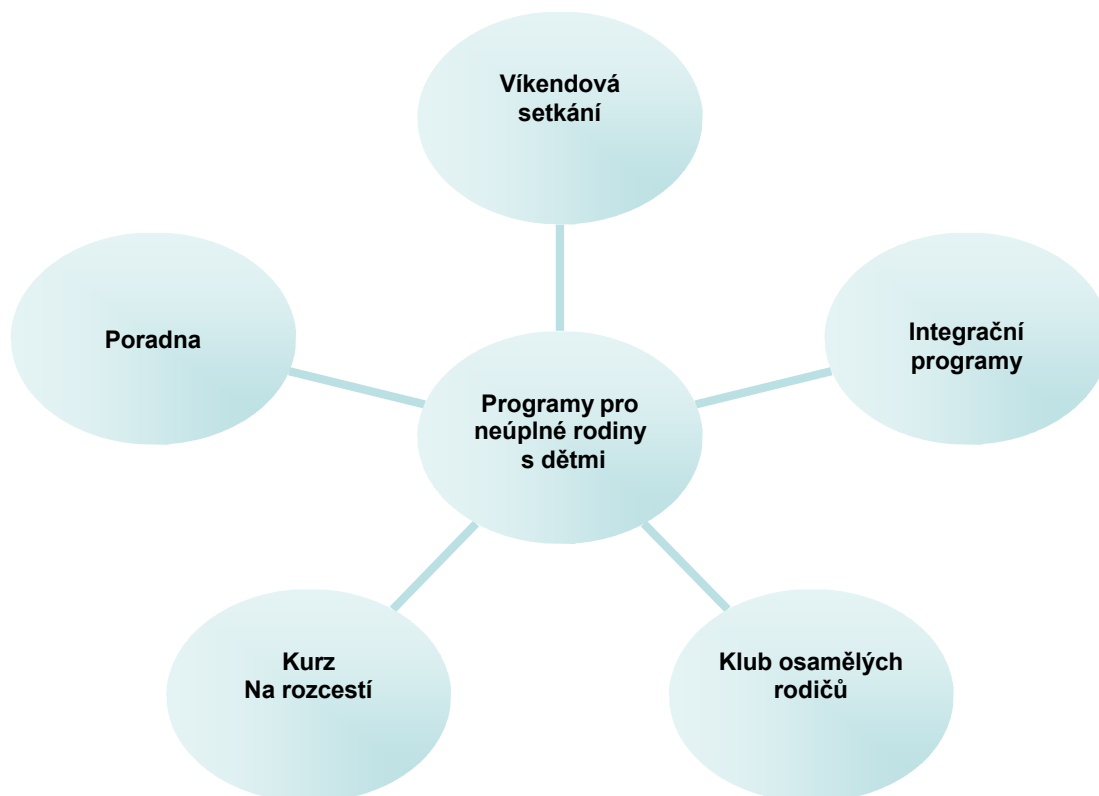 Víkendová
setkání
Poradna
Integrační
programy
Programy pro
neúplné rodiny
s dětmi
Kurz
Na rozcestí
Klub osamělých
rodičů